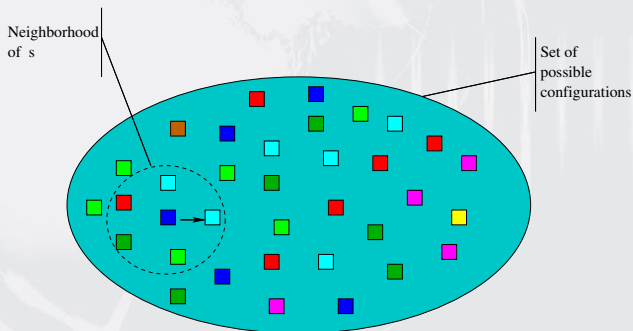 Neighborhood
of s
Set of
possible
configurations